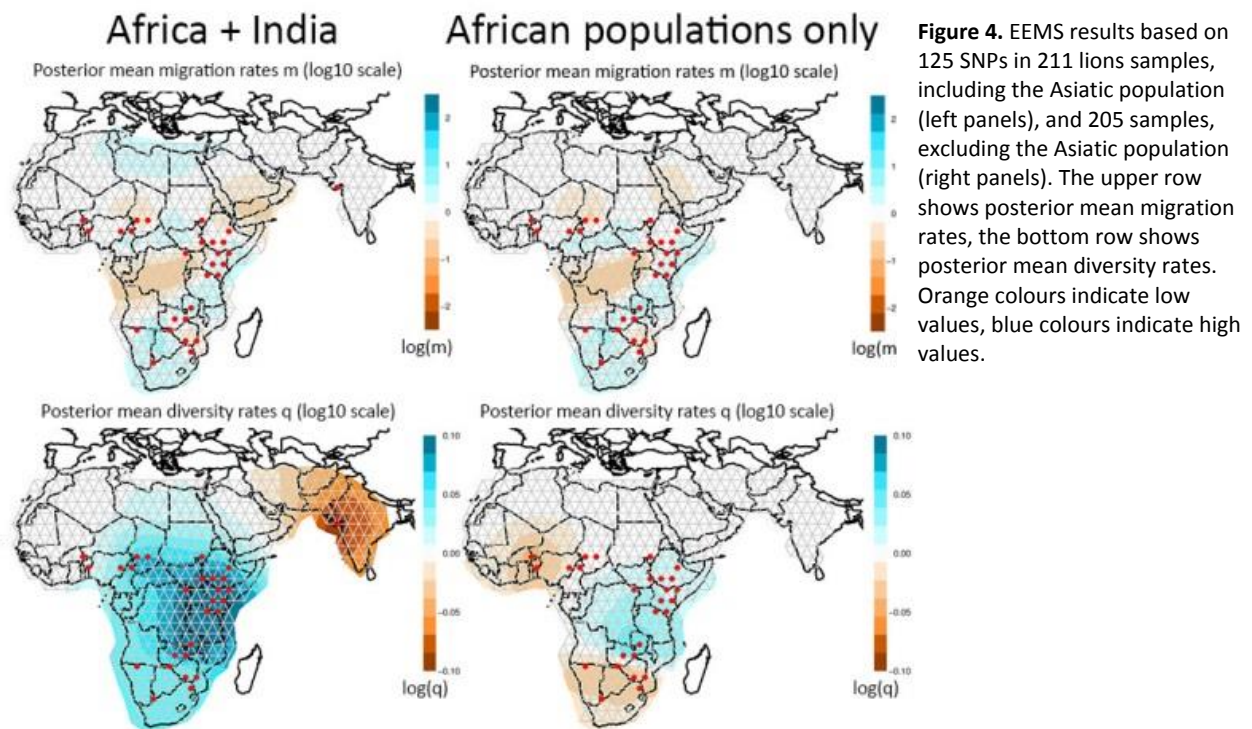 Africa + India
African populations only
Posterior mean migration rates m (log10 scale)
2
1
0
−1
−2
log(m)
Posterior mean migration rates m (log10 scale)
2
1
0
−1
−2
log(m
Posterior mean diversity rates q (log10 scale)
0.10
0.05
0.00
−0.05
−0.10
log(q)
Posterior mean diversity rates q (log10 scale)
0.10
0.05
0.00
−0.05
−0.10
log(q)
Figure 4. EEMS results based on
125 SNPs in 211 lions samples,
including the Asiatic population
(left panels), and 205 samples,
excluding the Asiatic population
(right panels). The upper row
shows posterior mean migration
rates, the bottom row shows
posterior mean diversity rates.
Orange colours indicate low
values, blue colours indicate high
values.